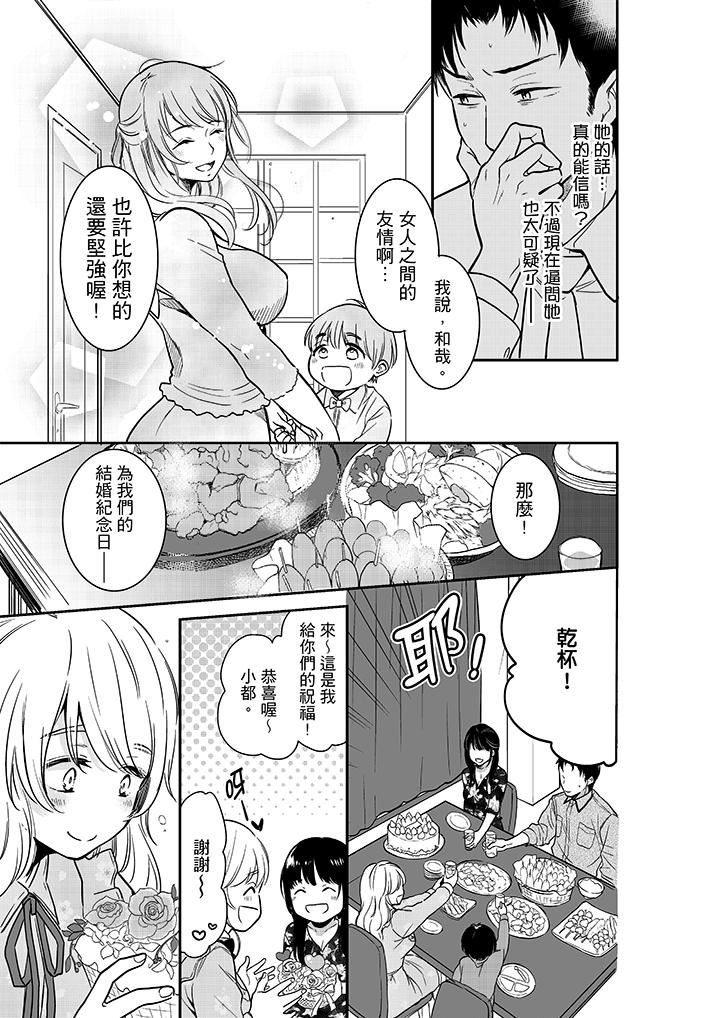 她的話…
真的能信嗎？
不過現在逼問她
也太可疑了──
我說，和哉。
女人之間的
友情啊…
也許比你想的
還要堅強喔！
那麼！
為我們的
結婚紀念日──
乾杯！
耶！
來～這是我
給你們的祝福！
恭喜喔～
小都。
呀～
謝謝～